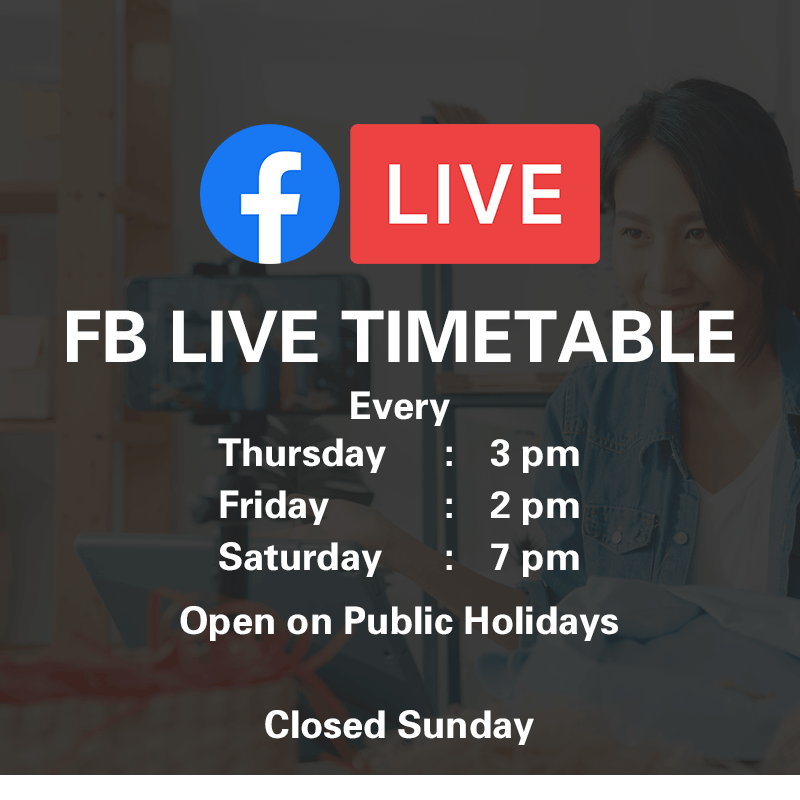 f LIVE
FB LIVE TIMETABLE
Every
Thursday : 3 pm
Friday : 2 pm
Saturday : 7 pm
Open on Public Holidays
Closed Sunday